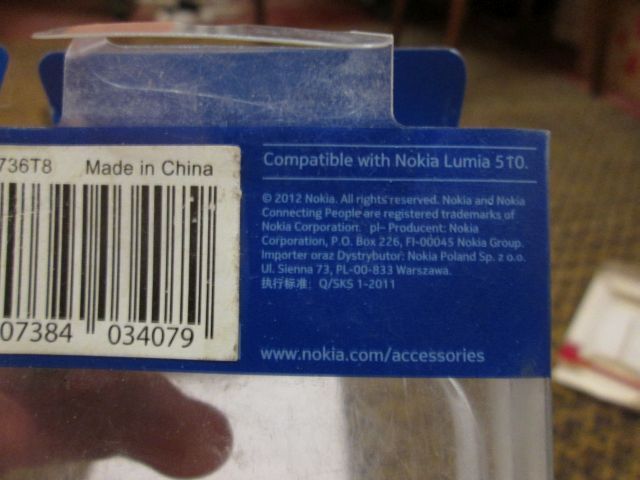 736T8 Made in China
07384 034079
Compatible with Nokia Lumia 510.
© 2012 Nokia. All rights reserved. Nokia and Nokia
Connecting People are registered trademarks of
Nokia Corporation. pl- Producent: Nokia
Corporation, P.O. Box 226, FI-00045 Nokia Group.
Importer oraz Dystrybutor: Nokia Poland Sp. z o.o.
Ul. Sienna 73, PL-00-833 Warszawa.
执行标准: Q/SKS 1-2011
www.nokia.com/accessories